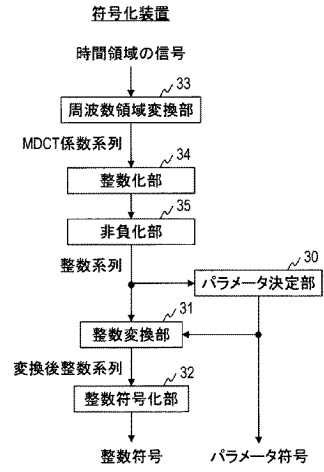 符号化装置
時間領域の信号
33
周波数領域変換部
MDCT係数系列
34
整数化部
35
非負化部
整数系列
30
パラメータ決定部
31
整数変換部
変換後整数系列
32
整数符号化部
整数符号
パラメータ符号